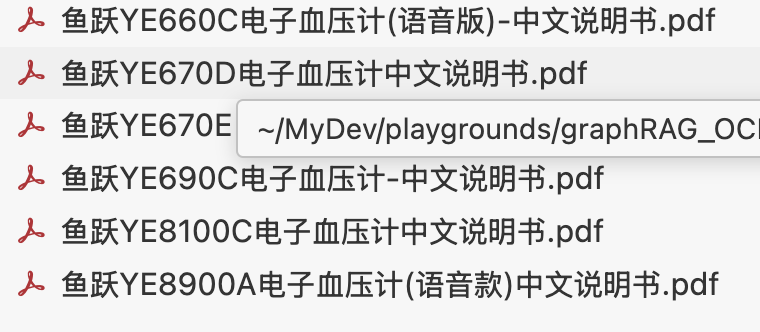 鱼跃YE660C电子血压计(语音版)-中文说明书.pdf
鱼跃YE670D电子血压计中文说明书.pdf
鱼跃YE670E
~/MyDev/playgrounds/graphRAG_OC
鱼跃YE690C电子血压计-中文说明书.pdf
鱼跃YE8100C电子血压计中文说明书.pdf
鱼跃YE8900A电子血压计(语音款)中文说明书.pdf